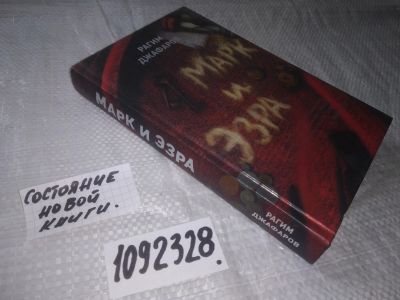 РАГИМ
ДЖАФАРОВ
МАРК
И
ЭЗРА
МАРК И ЭЗРА
РАГИМ
ДЖАФАРОВ
СОСТОЯНИЕ
НОВОЙ
КНИГИ.
1092328.